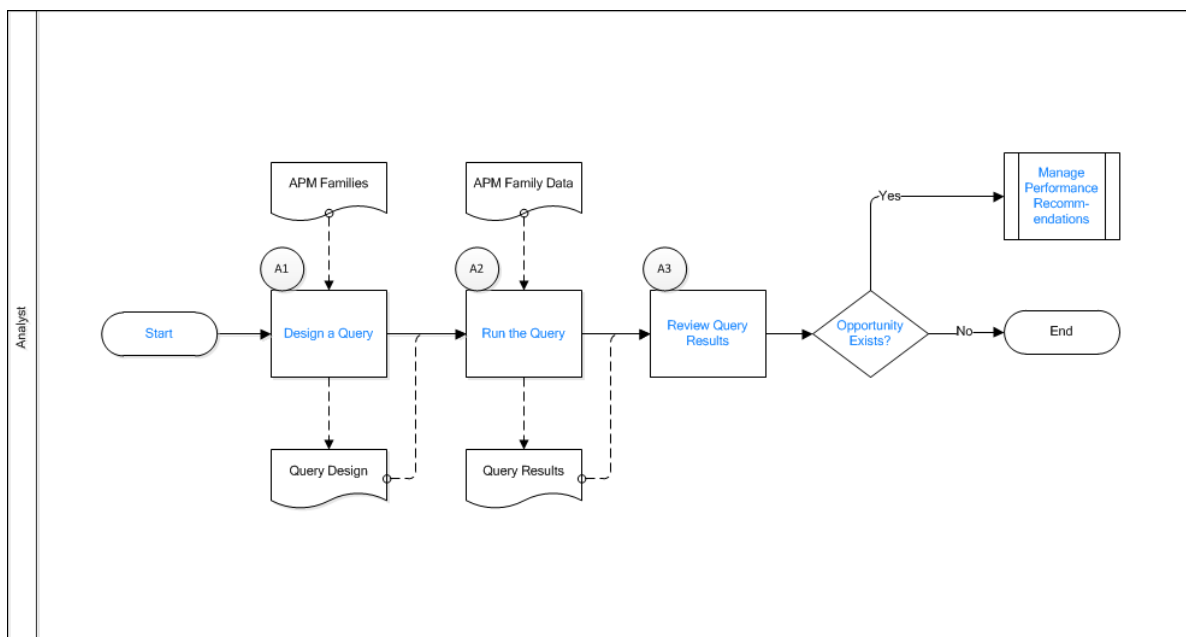 Analyst
APM Families
APM Family Data
Manage
Performance
Recomm-
endations
Yes
A1
A2
A3
Start
Design a Query
Run the Query
Review Query
Results
Opportunity
Exists?
No
End
Query Design
Query Results